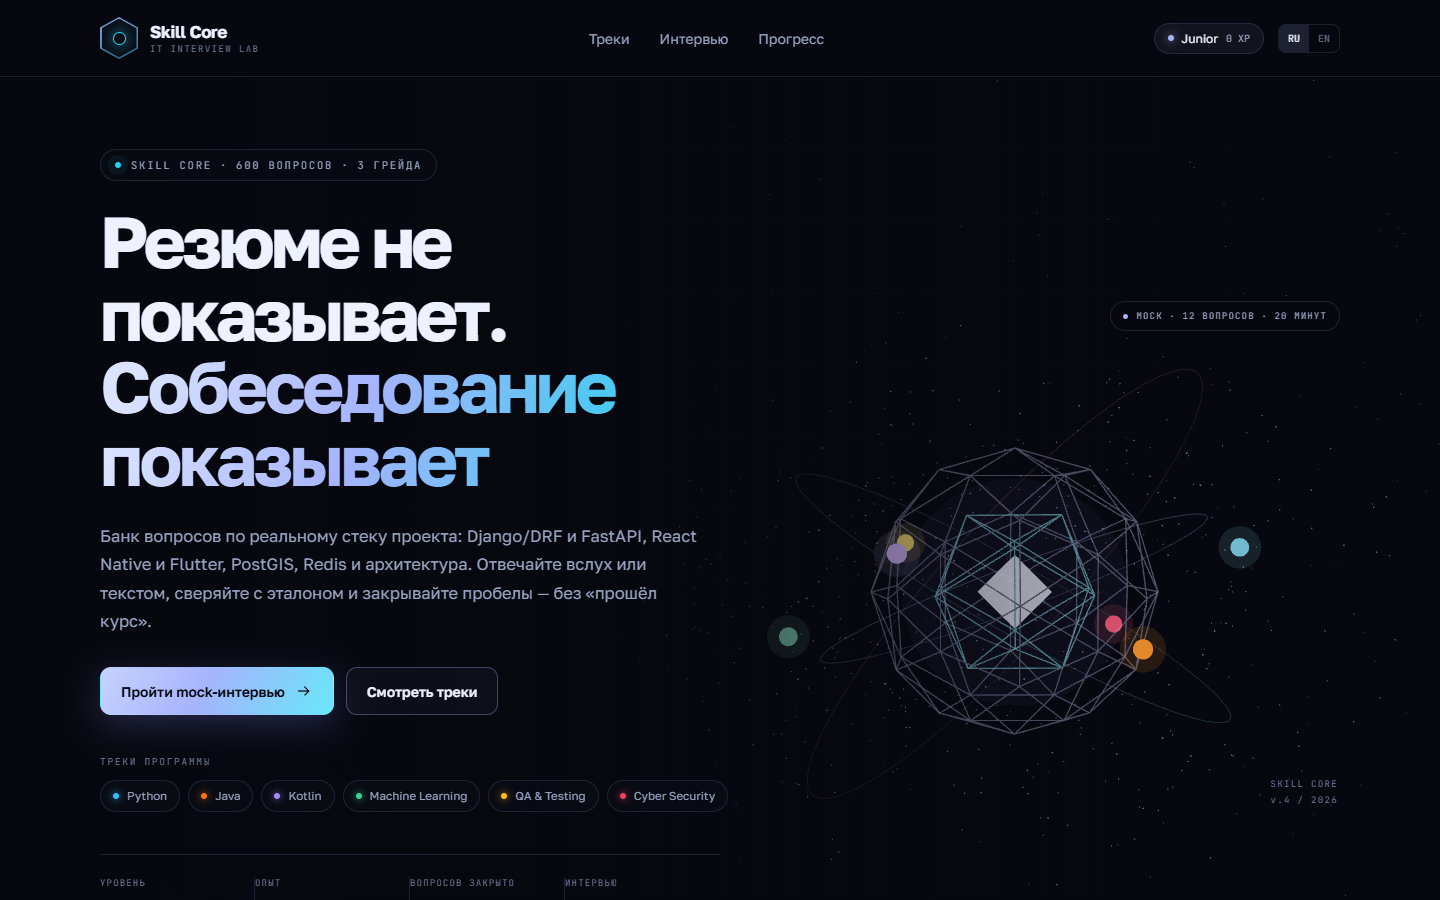 Skill Core
IT INTERVIEW LAB
Треки
Интервью
Прогресс
Junior 0 XP
RU
EN
SKILL CORE · 600 ВОПРОСОВ · 3 ГРЕЙДА
Резюме не
показывает.
Собеседование
показывает
МОСК · 12 ВОПРОСОВ · 20 МИНУТ
Банк вопросов по реальному стеку проекта: Django/DRF и FastAPI, React
Native и Flutter, PostGIS, Redis и архитектура. Отвечайте вслух или
текстом, сверяйте с эталоном и закрывайте пробелы — без «прошёл
курс».
Пройти mock-интервью →
Смотреть треки
ТРЕКИ ПРОГРАММЫ
Python
Java
Kotlin
Machine Learning
QA & Testing
Cyber Security
SKILL CORE
v.4 / 2026
УРОВЕНЬ
ОПЫТ
ВОПРОСОВ ЗАКРЫТО
ИНТЕРВЬЮ